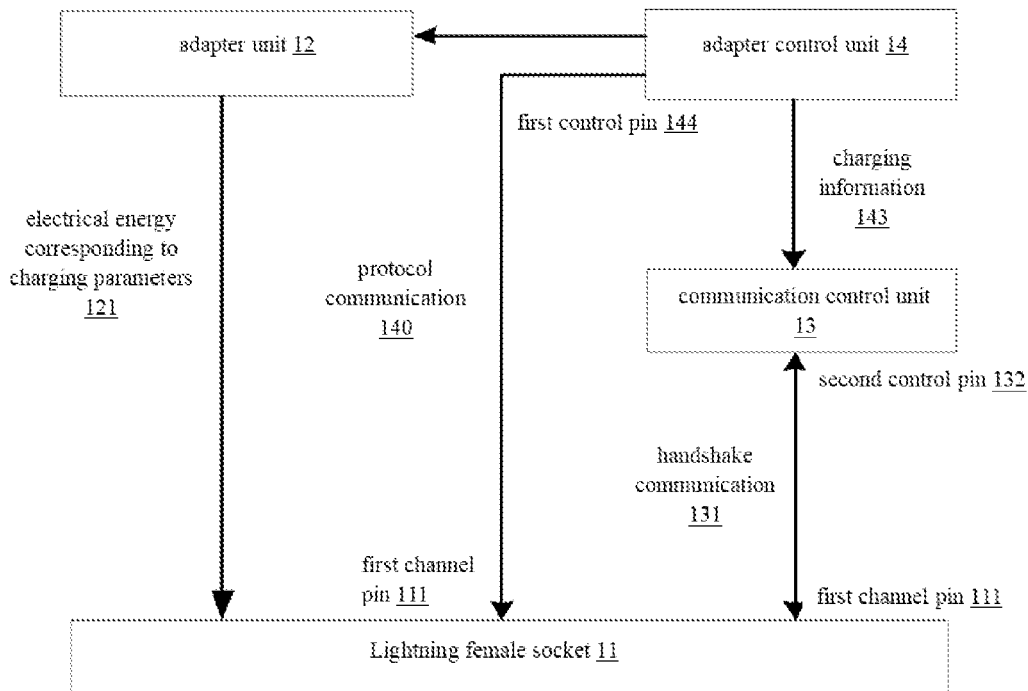 adapter unit 12
adapter control unit 14
first control pin 144
charging
information
143
electrical energy
corresponding to
charging parameters
121
protocol
communication
140
communication control unit
13
second control pin 132
handshake
communication
131
first channel
pin 111
first channel pin 111
Lightning female socket 11